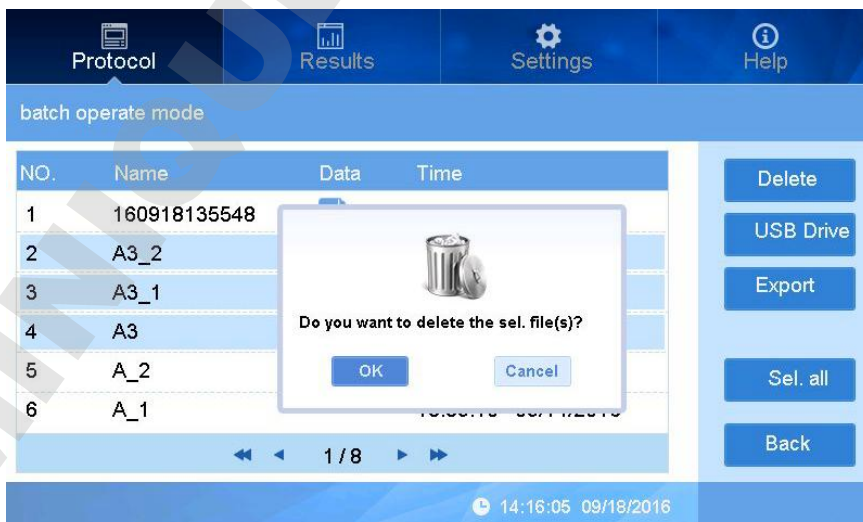 Protocol Results Settings Help
batch operate mode
NO. Name Data Time
1 160918135548
2 A3_2
3 A3_1
4 A3
5 A_2
6 A_1
Do you want to delete the sel. file(s)?
OK Cancel
1/8
Delete
USB Drive
Export
Sel. all
Back
14:16:05 09/18/2016